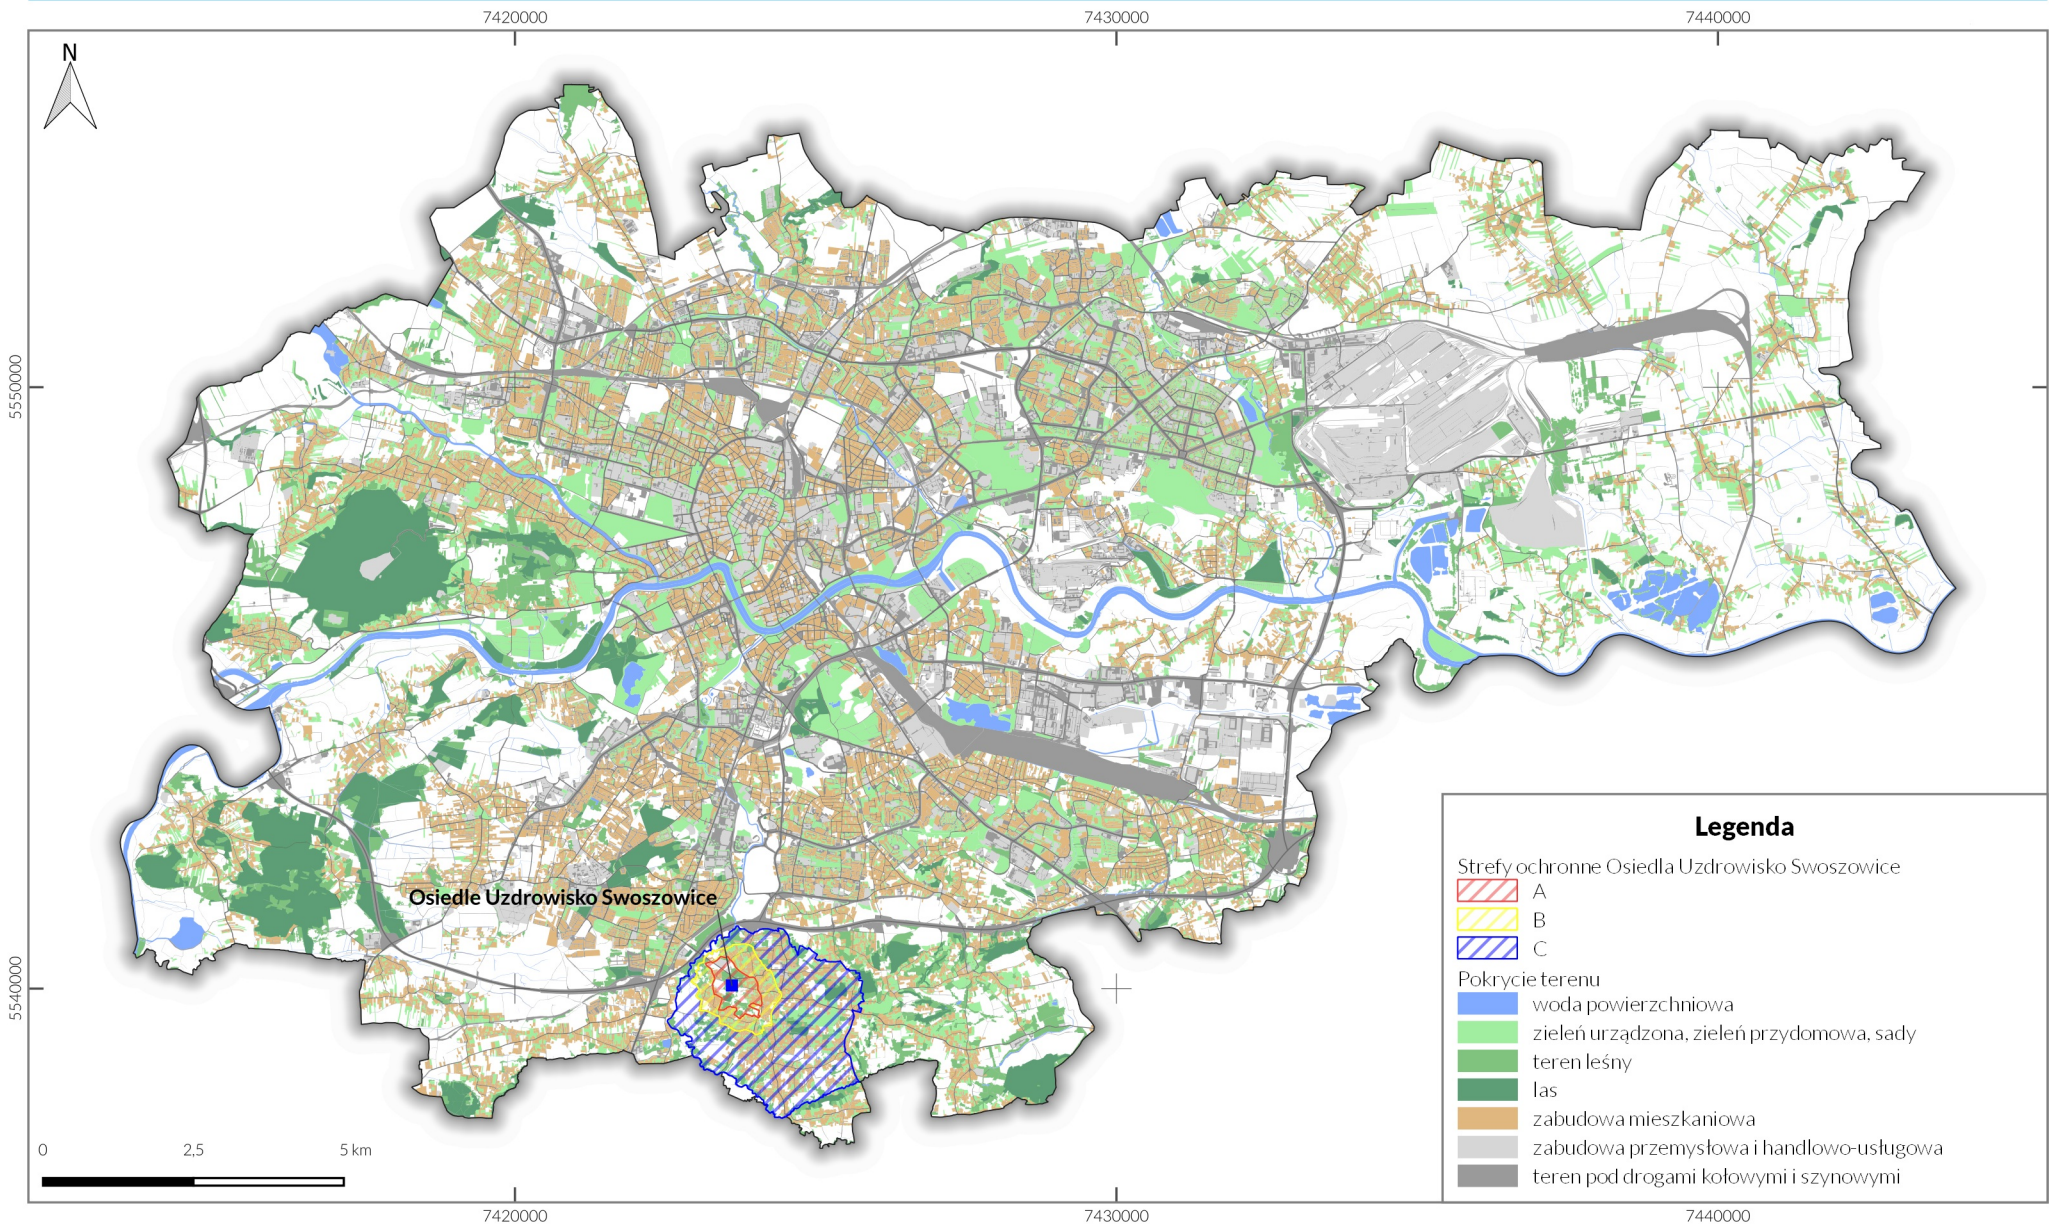 7420000
7430000
7440000
N
5550000
5540000
Osiedle Uzdrowisko Swoszowice
Legenda
Strefy ochronne Osiedla Uzdrowisko Swoszowice
A
B
C
Pokrycie terenu
woda powierzchniowa
zieleń urządzona, zieleń przydomowa, sady
teren leśny
las
zabudowa mieszkaniowa
zabudowa przemysłowa i handlowo-usługowa
teren pod drogami kołowymi i szynowymi
0
2,5
5 km
7420000
7430000
7440000